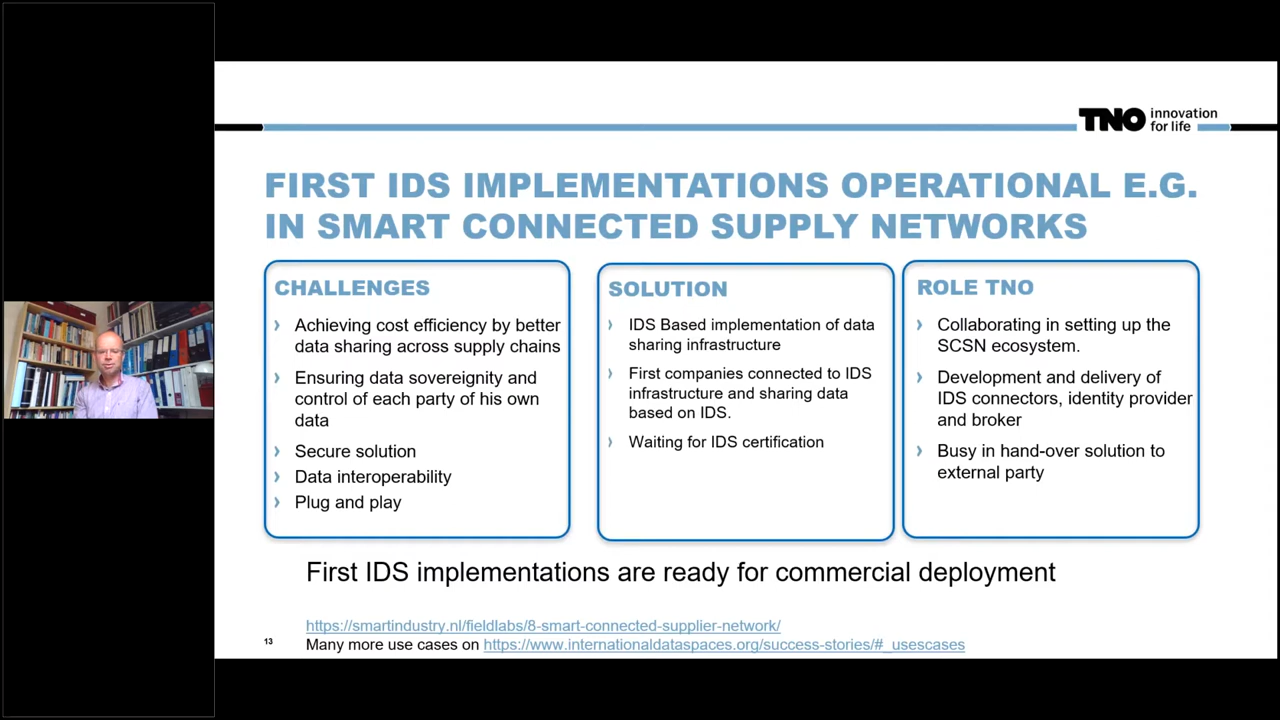 TNO innovation
for life
FIRST IDS IMPLEMENTATIONS OPERATIONAL E.G.
IN SMART CONNECTED SUPPLY NETWORKS
CHALLENGES
› Achieving cost efficiency by better
data sharing across supply chains
› Ensuring data sovereignty and
control of each party of his own
data
› Secure solution
› Data interoperability
› Plug and play
SOLUTION
› IDS Based implementation of data
sharing infrastructure
› First companies connected to IDS
infrastructure and sharing data
based on IDS.
› Waiting for IDS certification
ROLE TNO
› Collaborating in setting up the
SCSN ecosystem.
› Development and delivery of
IDS connectors, identity provider
and broker
› Busy in hand-over solution to
external party
First IDS implementations are ready for commercial deployment
https://smartindustry.nl/fieldlabs/8-smart-connected-supplier-network/
13
Many more use cases on https://www.internationaldataspaces.org/success-stories/#_usescases